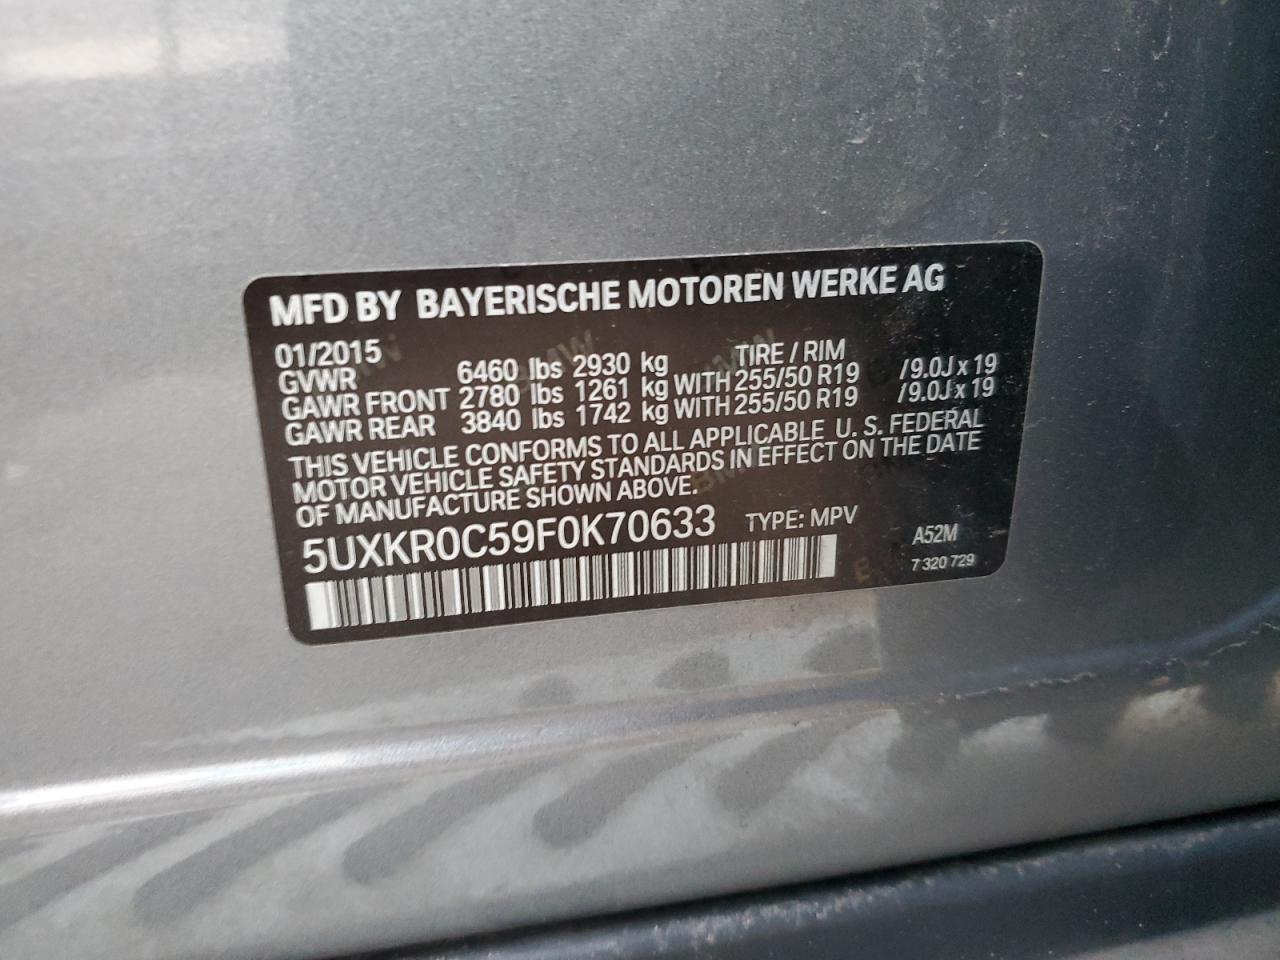 MFD BY BAYERISCHE MOTOREN WERKE AG
01/2015 TIRE / RIM
GVWR 6460 lbs 2930 kg
GAWR FRONT 2780 lbs 1261 kg WITH 255/50 R19 /9.0J x 19
GAWR REAR 3840 lbs 1742 kg WITH 255/50 R19 /9.0J x 19
THIS VEHICLE CONFORMS TO ALL APPLICABLE U. S. FEDERAL
MOTOR VEHICLE SAFETY STANDARDS IN EFFECT ON THE DATE
OF MANUFACTURE SHOWN ABOVE.
5UXKR0C59F0K70633 TYPE: MPV
A52M
7 320 729